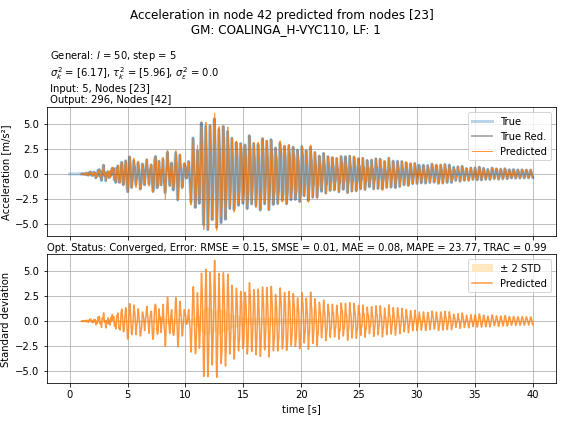 Acceleration in node 42 predicted from nodes [23]
GM: COALINGA_H-VYC110, LF: 1
General: l = 50, step = 5
σ²ₖ = [6.17], τ²ₖ = [5.96], σ²ε = 0.0
Input: 5, Nodes [23]
Output: 296, Nodes [42]
Acceleration [m/s²]
5.0
2.5
0.0
−2.5
−5.0
True
True Red.
Predicted
Opt. Status: Converged, Error: RMSE = 0.15, SMSE = 0.01, MAE = 0.08, MAPE = 23.77, TRAC = 0.99
Standard deviation
5.0
2.5
0.0
−2.5
−5.0
± 2 STD
Predicted
0 5 10 15 20 25 30 35 40
time [s]